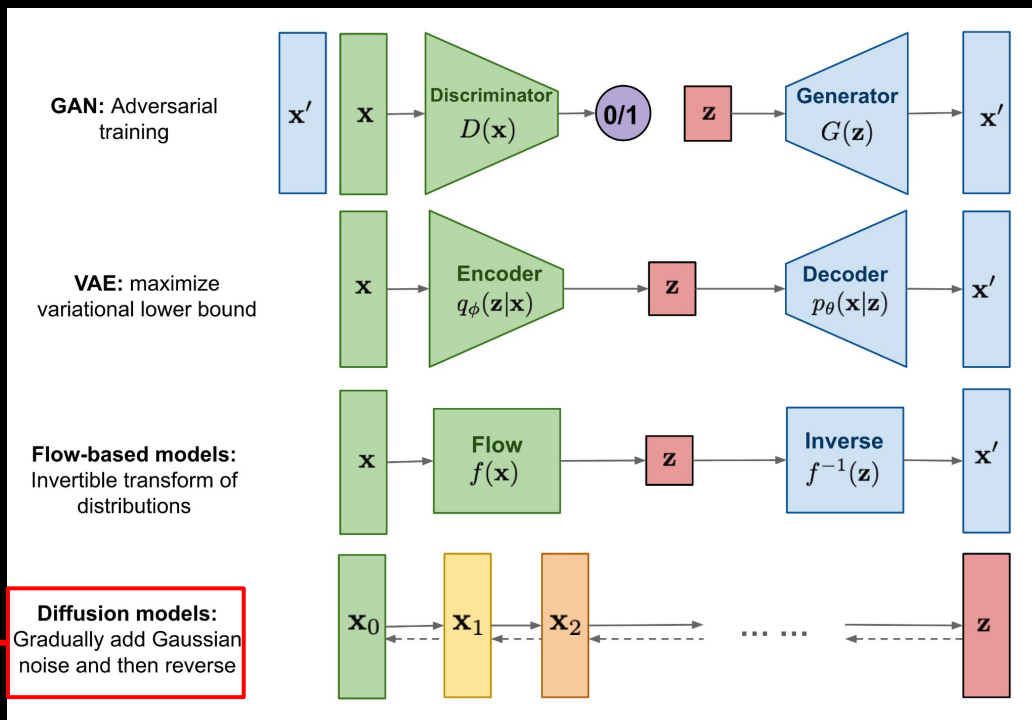 GAN: Adversarial
training
x′
x
Discriminator
D(x)
0/1
z
Generator
G(z)
x′
VAE: maximize
variational lower bound
x
Encoder
qϕ(z|x)
z
Decoder
pθ(x|z)
x′
Flow-based models:
Invertible transform of
distributions
x
Flow
f(x)
z
Inverse
f⁻¹(z)
x′
Diffusion models:
Gradually add Gaussian
noise and then reverse
x₀
x₁
x₂
... ...
z